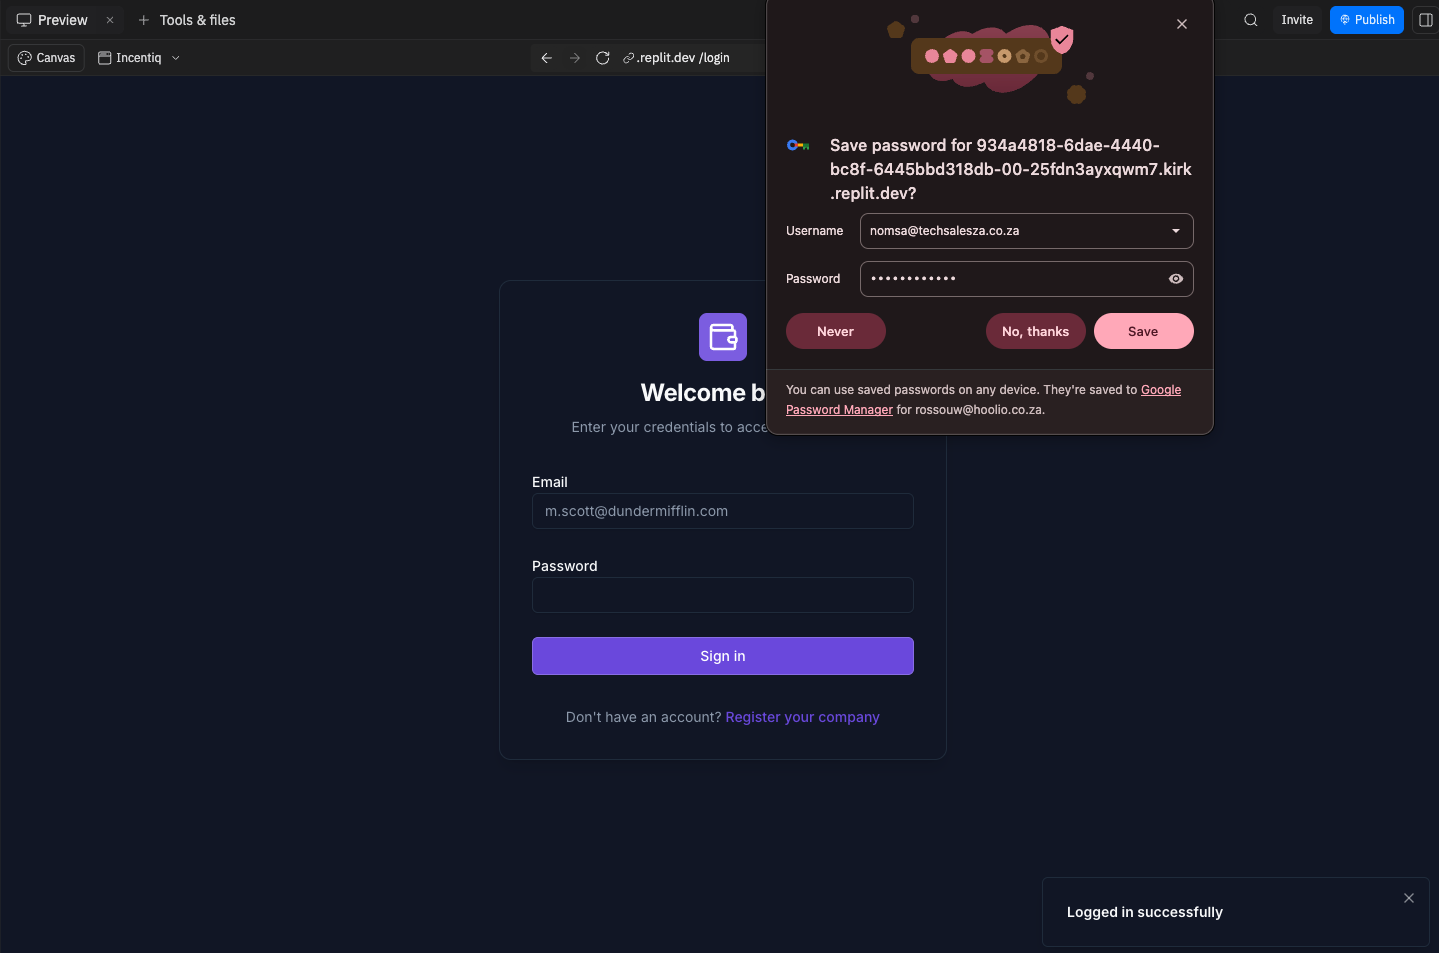 Preview
Tools & files
Invite
Publish
Canvas
Incentiq
.replit.dev /login
Save password for 934a4818-6dae-4440-
bc8f-6445bbd318db-00-25fdn3ayxqwm7.kirk
.replit.dev?
Username
nomsa@techsalesza.co.za
Password
••••••••••••
Never
No, thanks
Save
You can use saved passwords on any device. They're saved to Google
Password Manager for rossouw@hoolio.co.za.
Welcome b
Enter your credentials to acce
Email
m.scott@dundermifflin.com
Password
Sign in
Don't have an account? Register your company
Logged in successfully